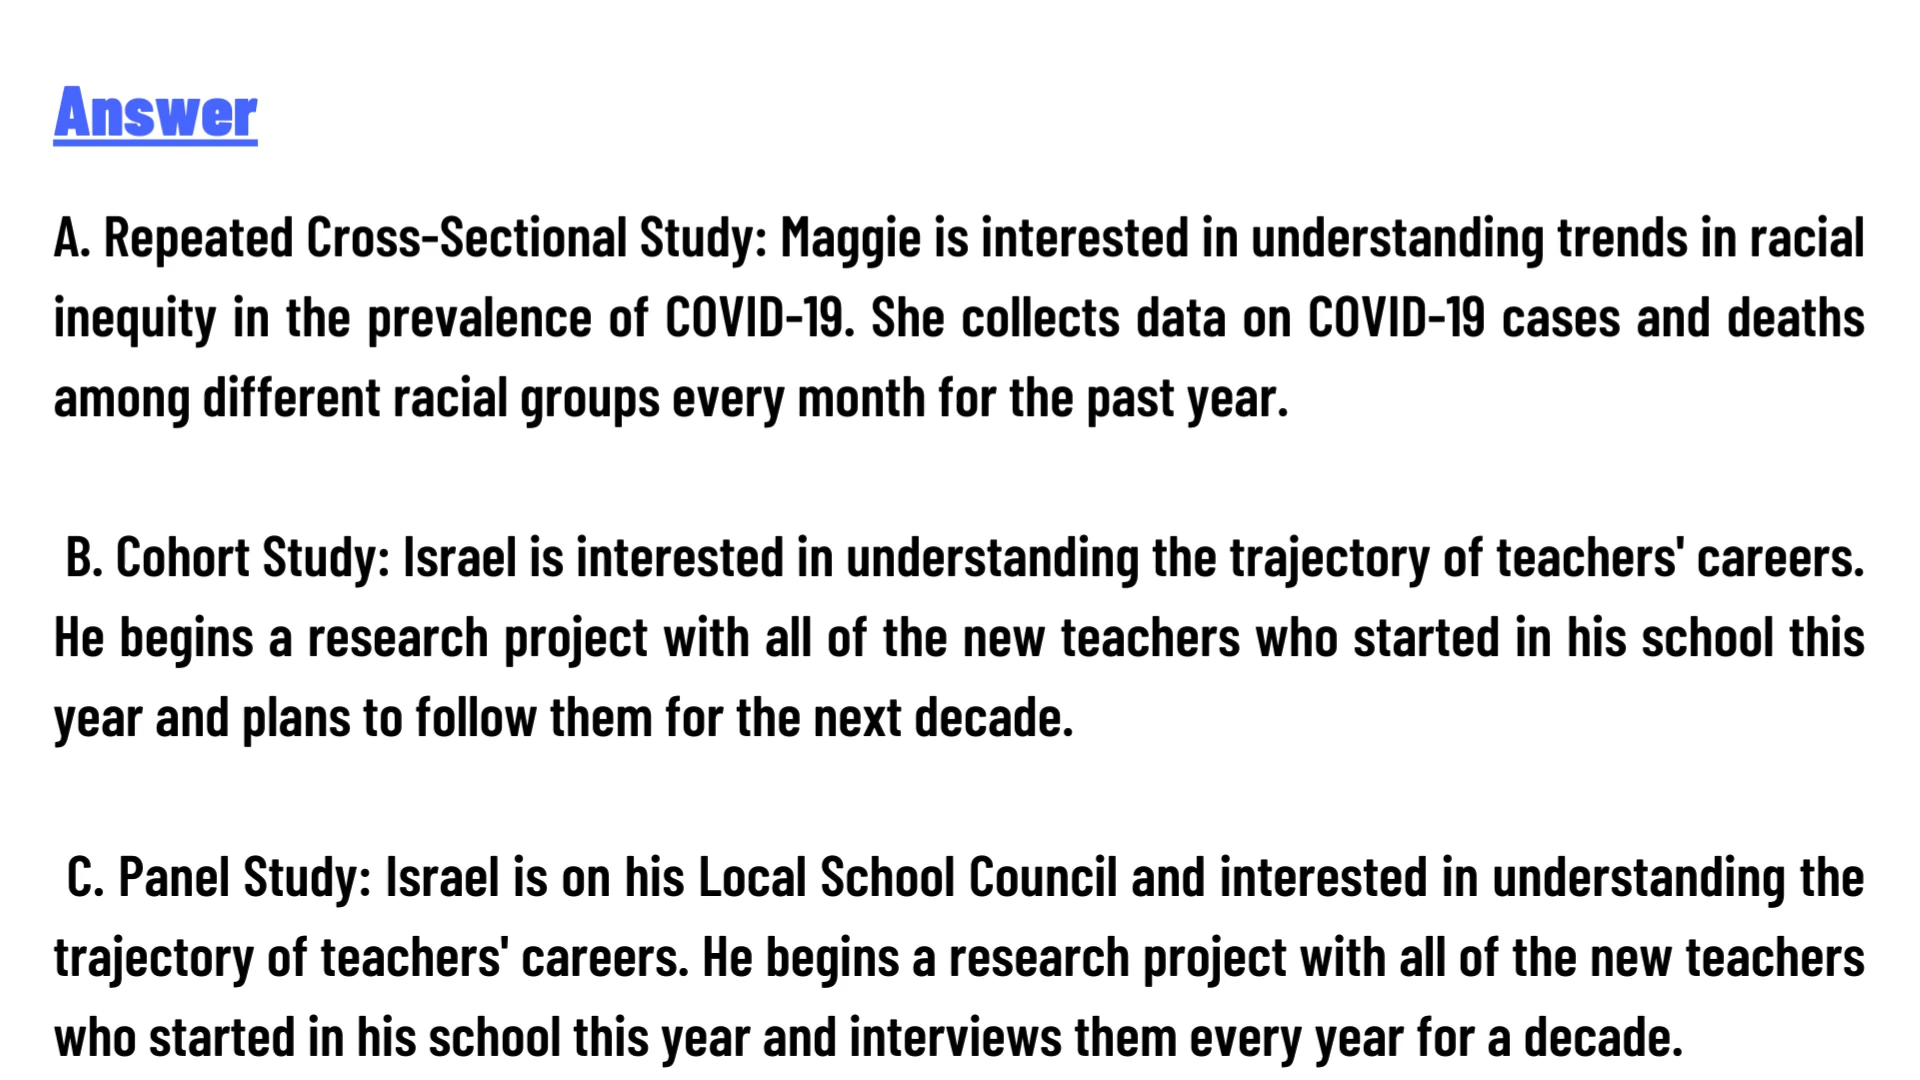 Answer
A. Repeated Cross-Sectional Study: Maggie is interested in understanding trends in racial
inequity in the prevalence of COVID-19. She collects data on COVID-19 cases and deaths
among different racial groups every month for the past year.
B. Cohort Study: Israel is interested in understanding the trajectory of teachers' careers.
He begins a research project with all of the new teachers who started in his school this
year and plans to follow them for the next decade.
C. Panel Study: Israel is on his Local School Council and interested in understanding the
trajectory of teachers' careers. He begins a research project with all of the new teachers
who started in his school this year and interviews them every year for a decade.